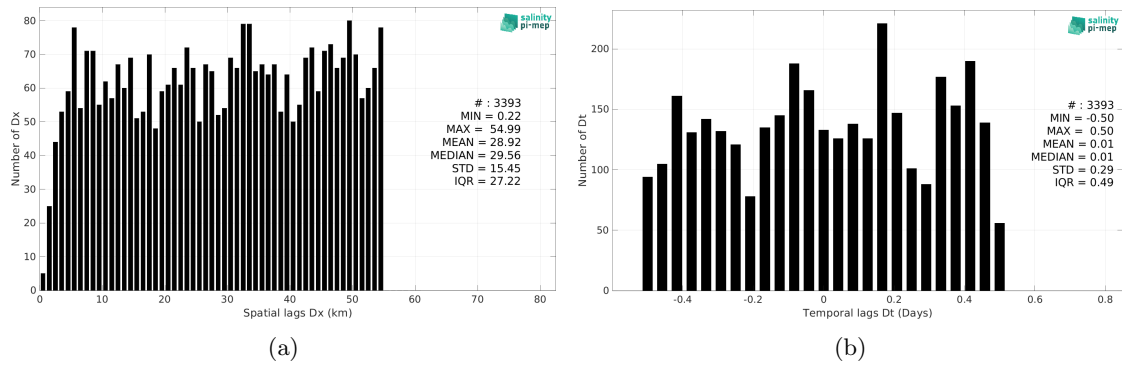 salinity
pi-mep
Number of Dx
80
70
60
50
40
30
20
10
0
# : 3393
MIN = 0.22
MAX = 54.99
MEAN = 28.92
MEDIAN = 29.56
STD = 15.45
IQR = 27.22
0 10 20 30 40 50 60 70 80
Spatial lags Dx (km)
(a)
salinity
pi-mep
Number of Dt
200
150
100
50
0
# : 3393
MIN = -0.50
MAX = 0.50
MEAN = 0.01
MEDIAN = 0.01
STD = 0.29
IQR = 0.49
-0.4 -0.2 0 0.2 0.4 0.6 0.8
Temporal lags Dt (Days)
(b)